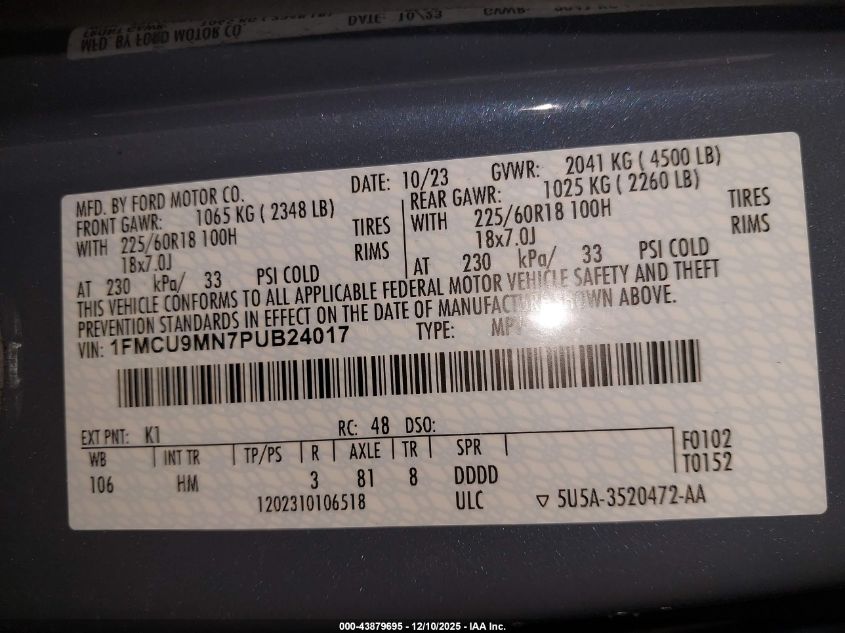 MFD. BY FORD MOTOR CO.
DATE: 10/23 GVWR: 2041 KG ( 4500 LB)
FRONT GAWR: 1065 KG ( 2348 LB)
REAR GAWR: 1025 KG ( 2260 LB)
WITH 225/60R18 100H TIRES
WITH 225/60R18 100H TIRES
18x7.0J RIMS
18x7.0J RIMS
AT 230 kPa/ 33 PSI COLD
AT 230 kPa/ 33 PSI COLD
THIS VEHICLE CONFORMS TO ALL APPLICABLE FEDERAL MOTOR VEHICLE SAFETY AND THEFT
PREVENTION STANDARDS IN EFFECT ON THE DATE OF MANUFACTURE SHOWN ABOVE.
VIN: 1FMCU9MN7PUB24017 TYPE: MPV
EXT PNT: K1 RC: 48 DSO:
WB INT TR TP/PS R AXLE TR SPR
F0102
106 HM 3 81 8 DDDD
T0152
1202310106518 ULC ▽ 5U5A-3520472-AA
000-43879695 – 12/10/2025 – IAA Inc.